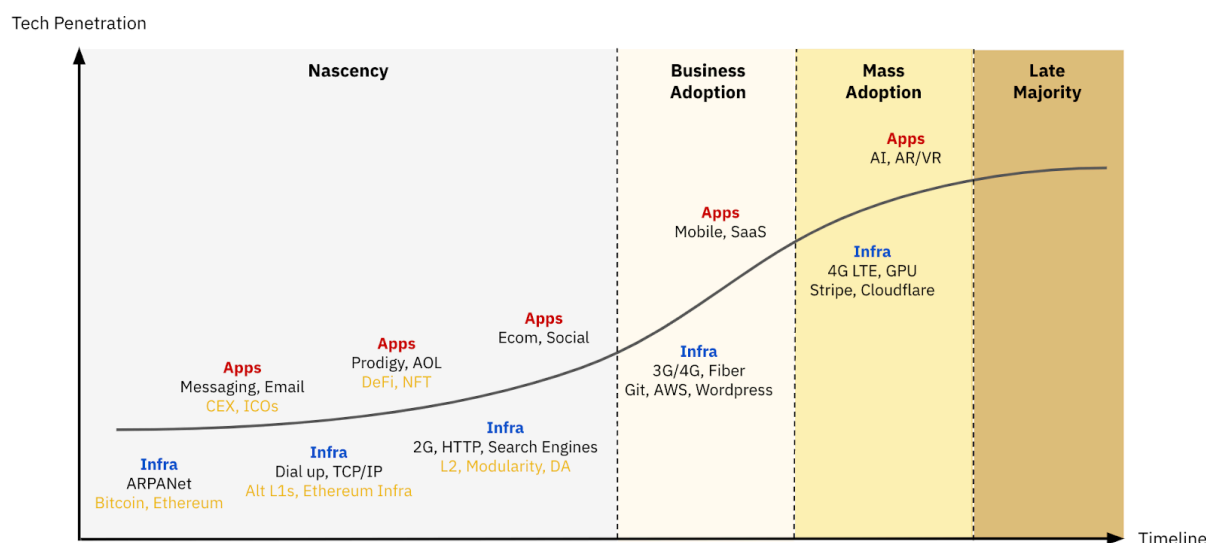 Tech Penetration
Nascency
Business
Adoption
Mass
Adoption
Late
Majority
Apps
AI, AR/VR
Apps
Mobile, SaaS
Infra
4G LTE, GPU
Stripe, Cloudflare
Apps
Ecom, Social
Apps
Prodigy, AOL
DeFi, NFT
Infra
3G/4G, Fiber
Git, AWS, Wordpress
Apps
Messaging, Email
CEX, ICOs
Infra
2G, HTTP, Search Engines
L2, Modularity, DA
Infra
Dial up, TCP/IP
Alt L1s, Ethereum Infra
Infra
ARPANet
Bitcoin, Ethereum
Timeline